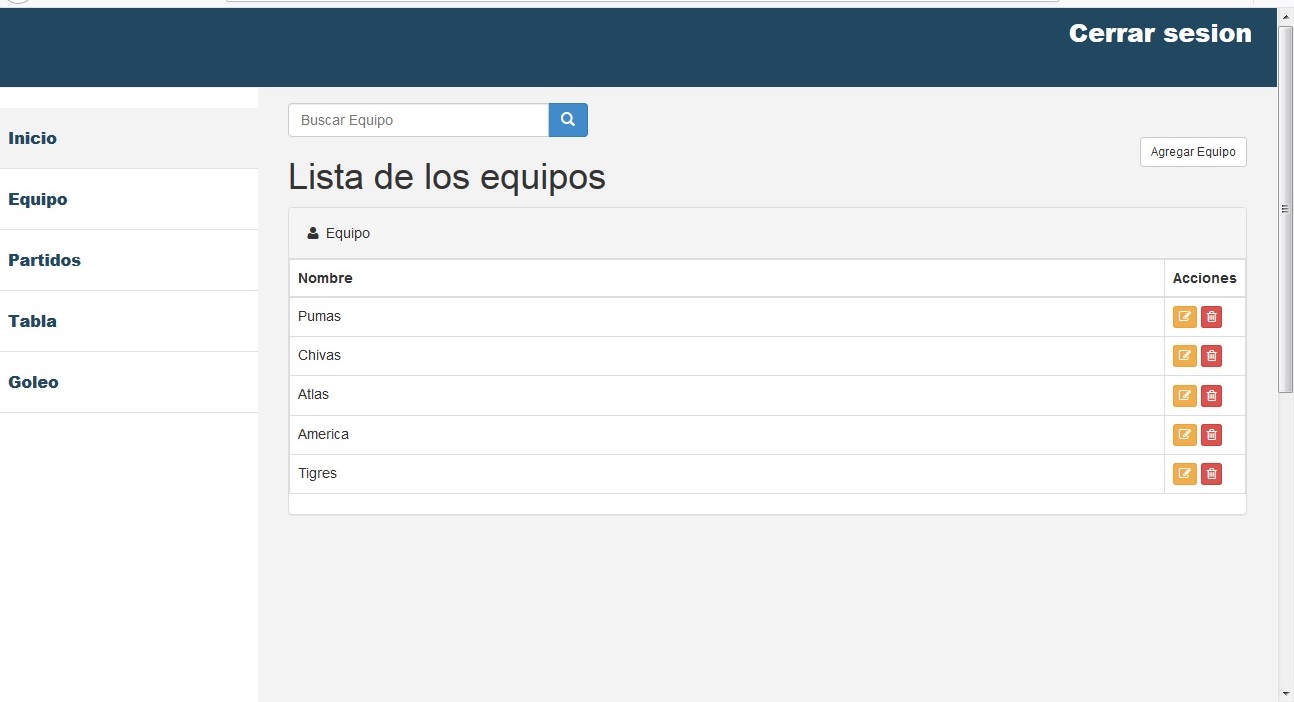 Cerrar sesion
Inicio
Equipo
Partidos
Tabla
Goleo
Buscar Equipo
Agregar Equipo
Lista de los equipos
Equipo
Nombre Acciones
Pumas
Chivas
Atlas
America
Tigres